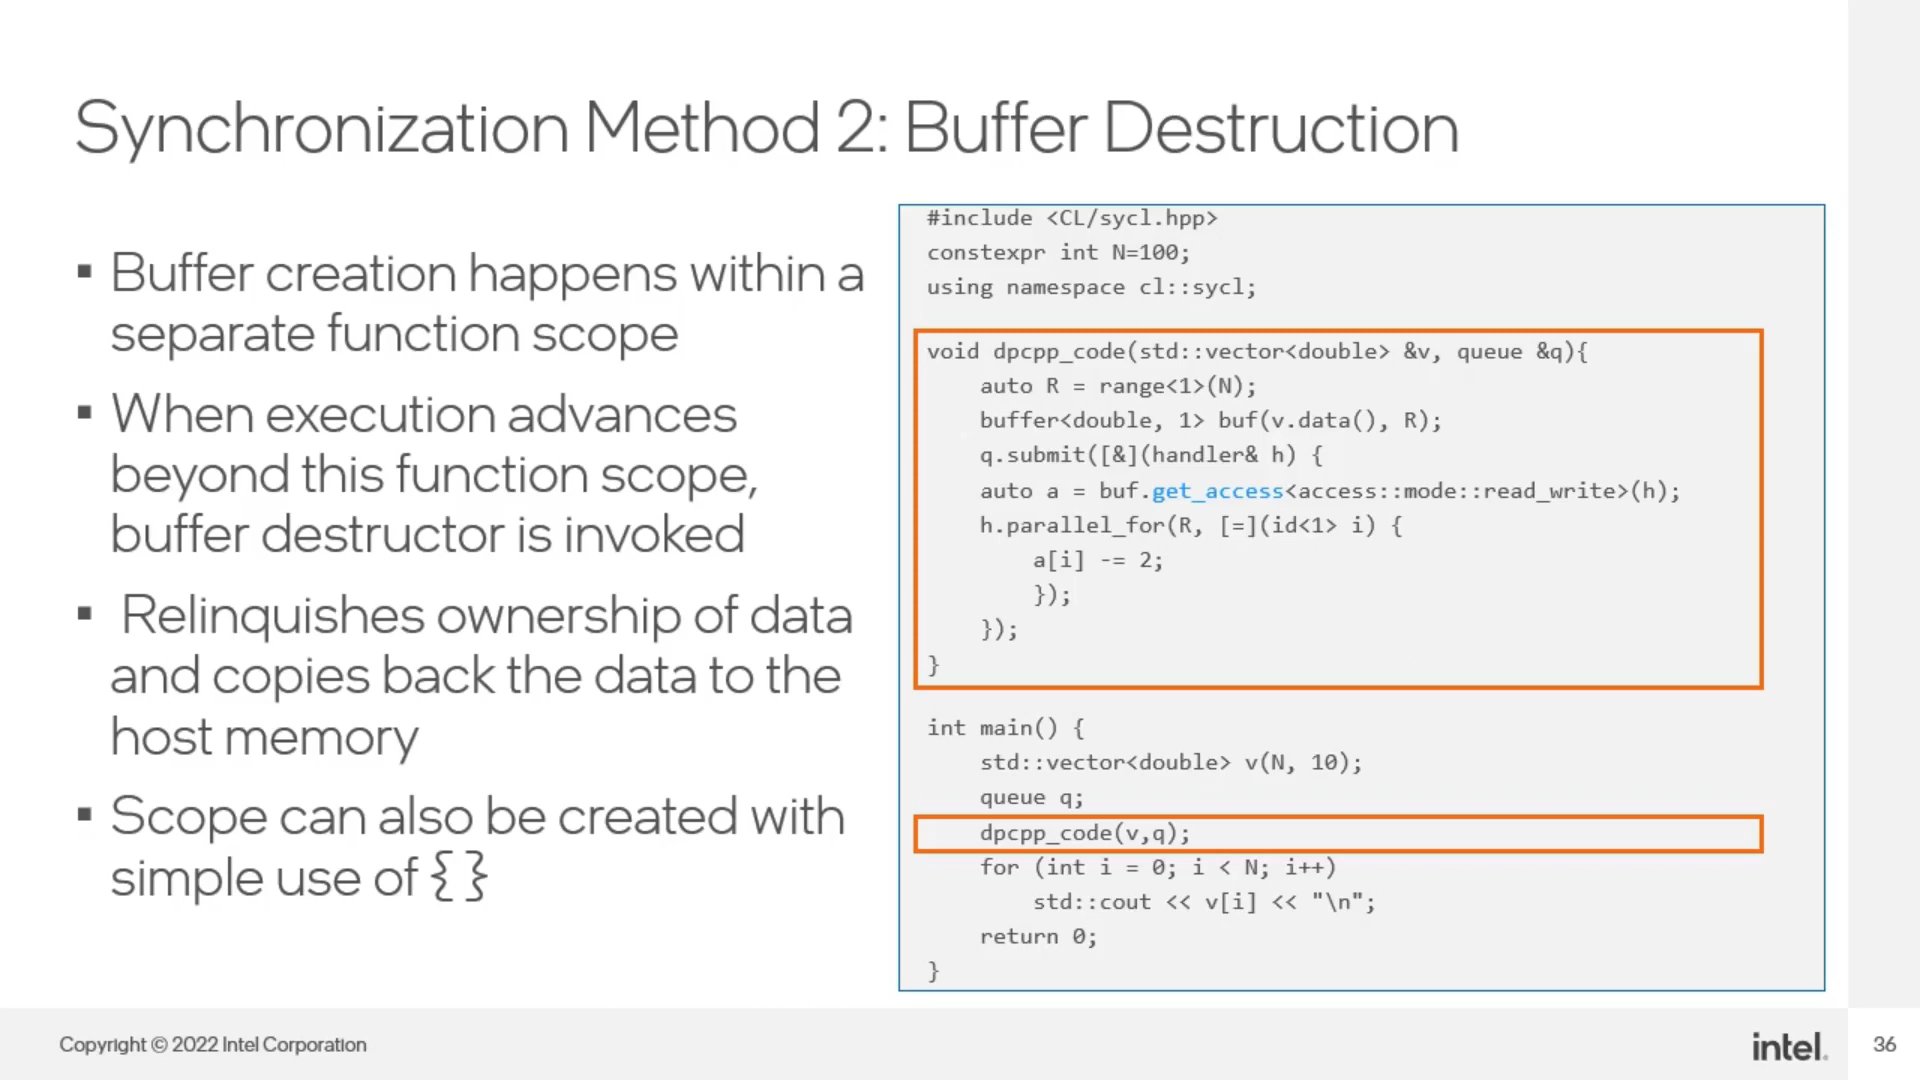 Synchronization Method 2: Buffer Destruction
▪ Buffer creation happens within a
separate function scope
▪ When execution advances
beyond this function scope,
buffer destructor is invoked
▪ Relinquishes ownership of data
and copies back the data to the
host memory
▪ Scope can also be created with
simple use of {}
#include <CL/sycl.hpp>
constexpr int N=100;
using namespace cl::sycl;
void dpcpp_code(std::vector<double> &v, queue &q){
    auto R = range<1>(N);
    buffer<double, 1> buf(v.data(), R);
    q.submit([&](handler& h) {
    auto a = buf.get_access<access::mode::read_write>(h);
    h.parallel_for(R, [=](id<1> i) {
        a[i] -= 2;
        });
    });
}
int main() {
    std::vector<double> v(N, 10);
    queue q;
    dpcpp_code(v,q);
    for (int i = 0; i < N; i++)
        std::cout << v[i] << "\n";
    return 0;
}
Copyright © 2022 Intel Corporation
intel.
36